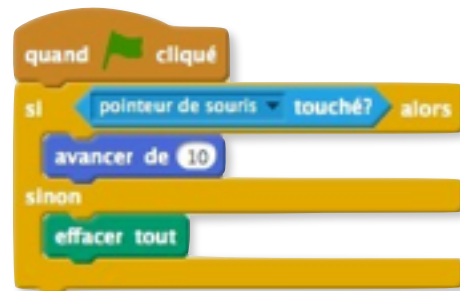 quand cliqué
si pointeur de souris touché? alors
avancer de 10
sinon
effacer tout